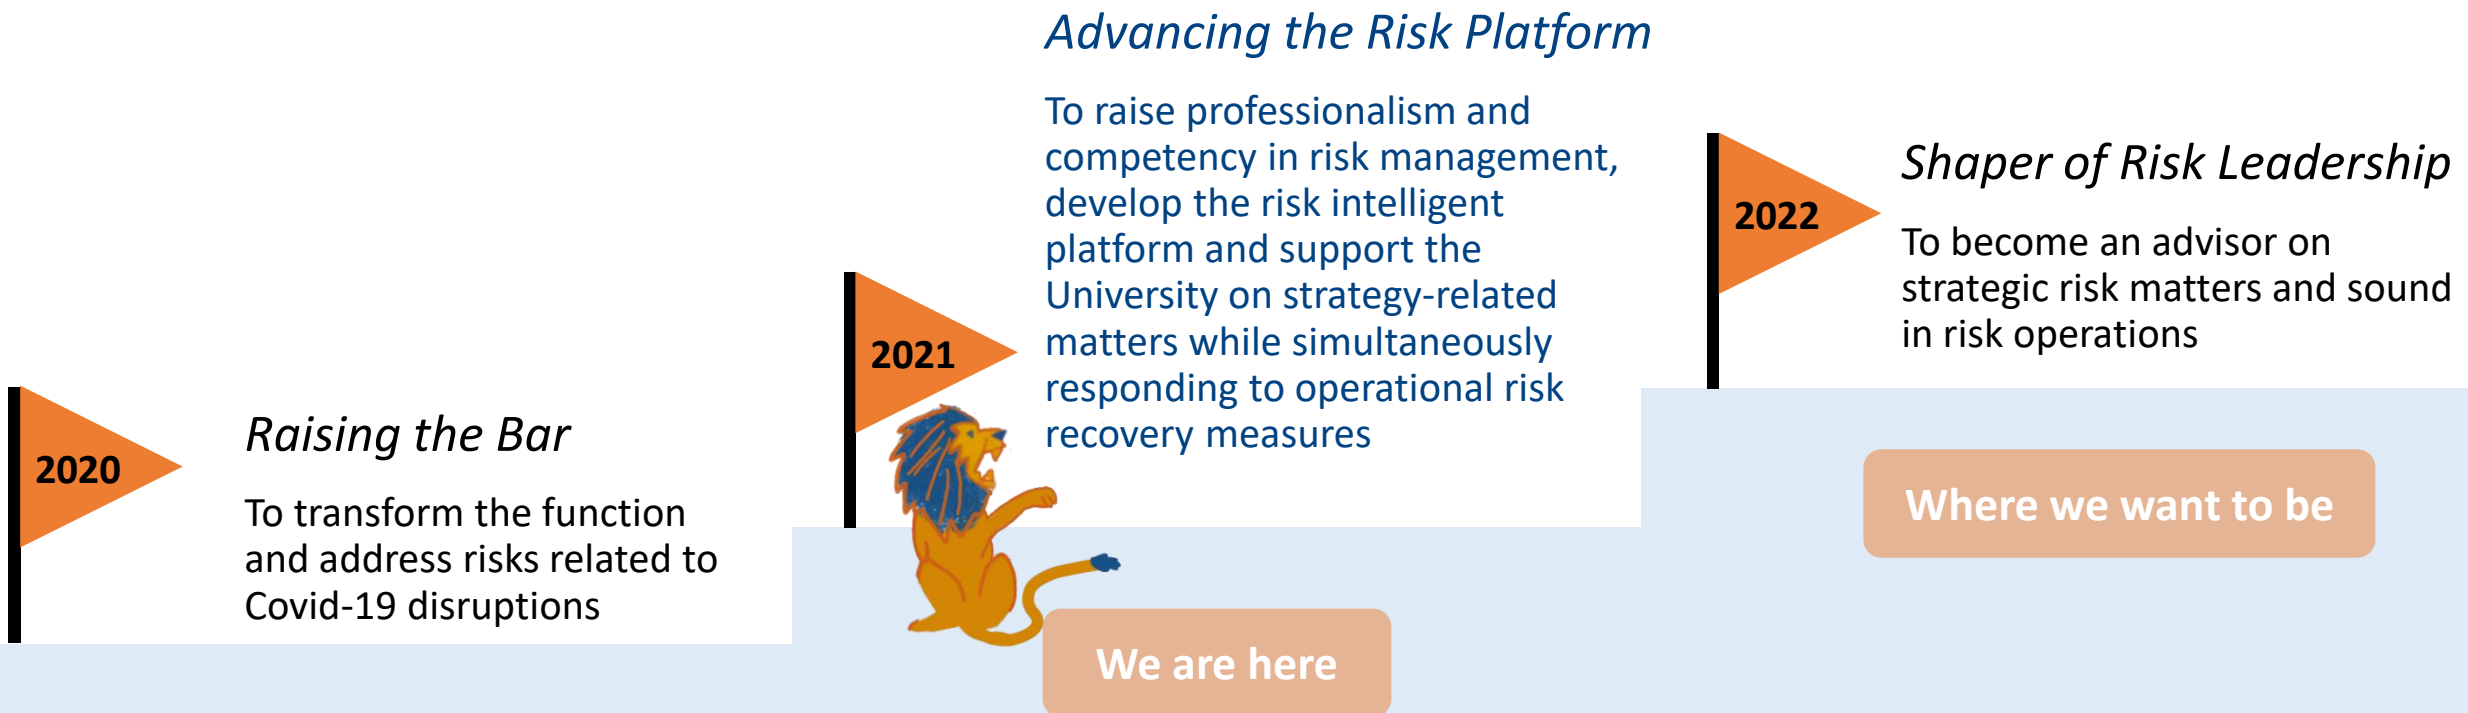 2020
Raising the Bar
To transform the function
and address risks related to
Covid-19 disruptions
2021
Advancing the Risk Platform
To raise professionalism and
competency in risk management,
develop the risk intelligent
platform and support the
University on strategy-related
matters while simultaneously
responding to operational risk
recovery measures
We are here
2022
Shaper of Risk Leadership
To become an advisor on
strategic risk matters and sound
in risk operations
Where we want to be